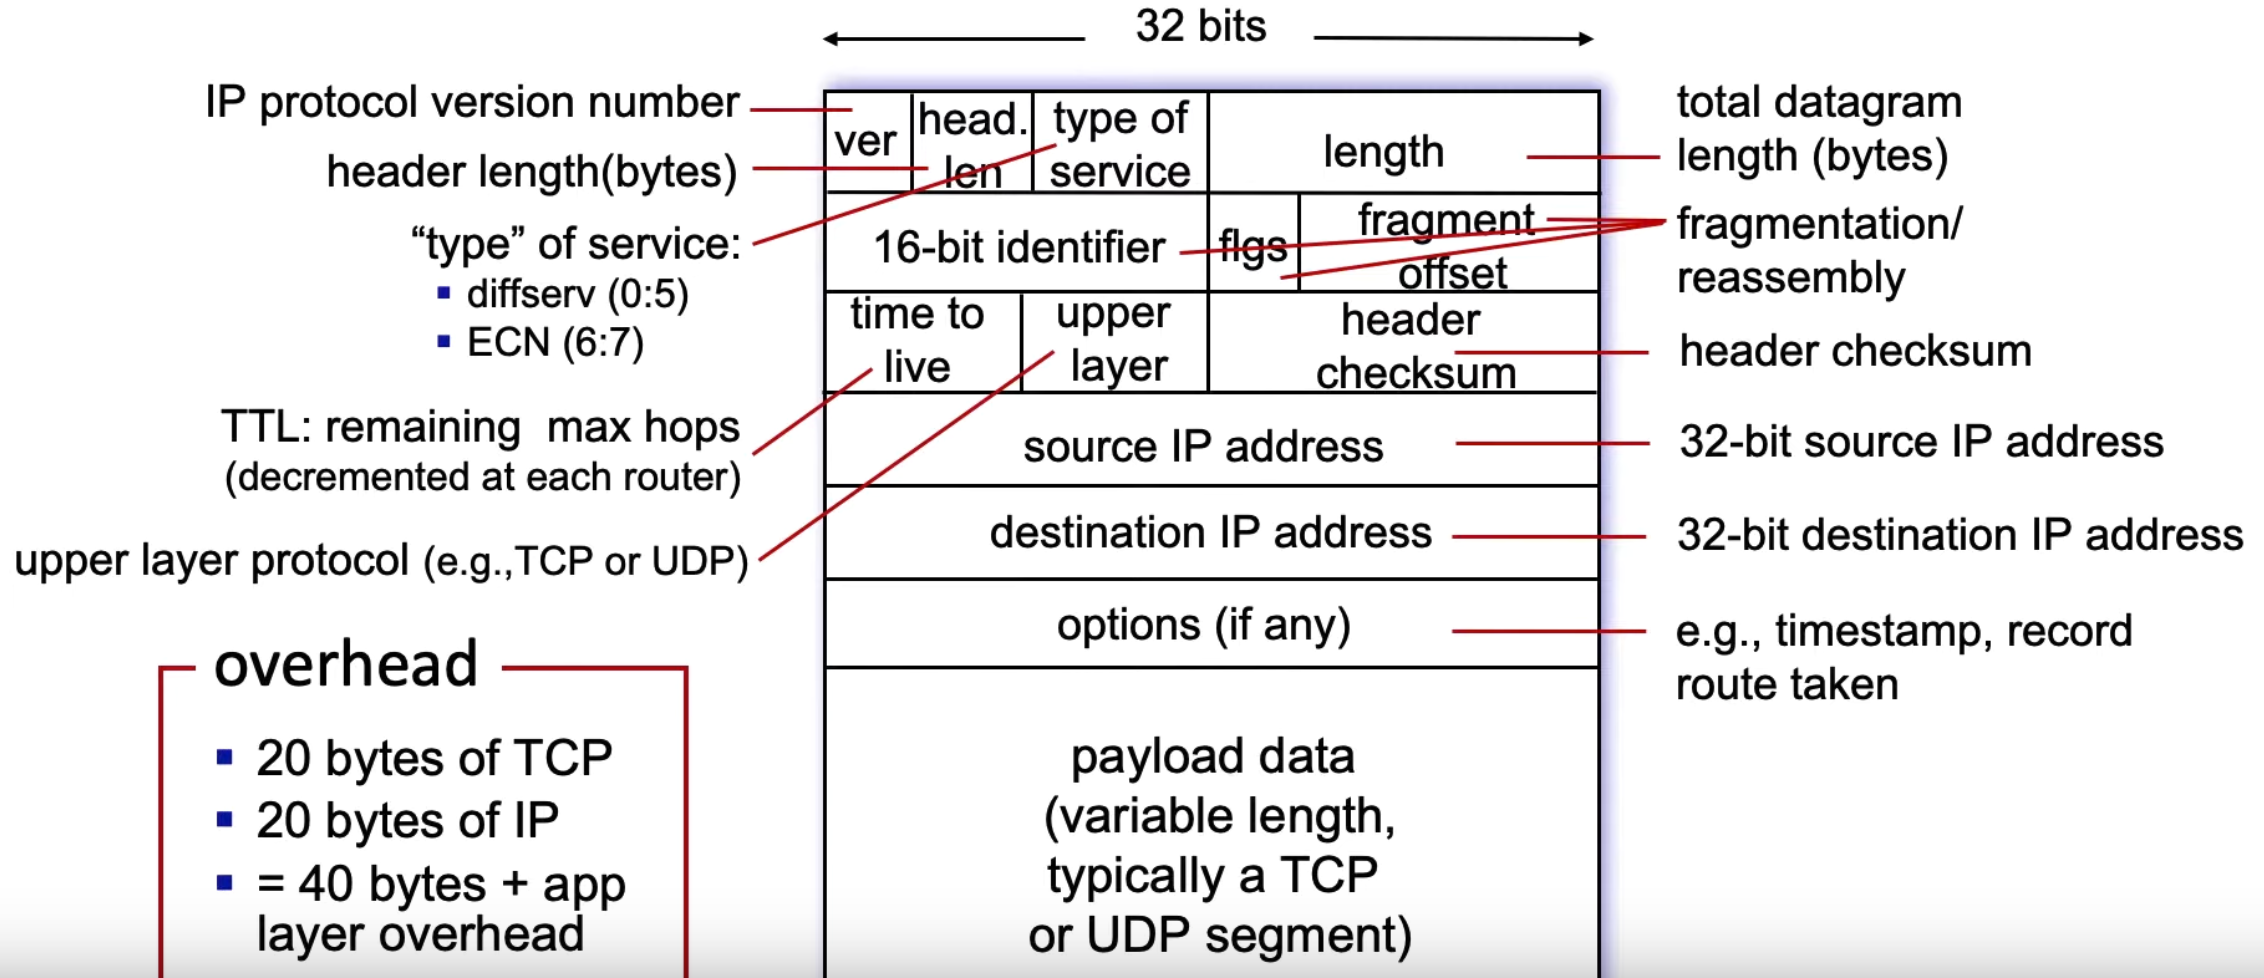 32 bits
IP protocol version number
header length(bytes)
“type” of service:
diffserv (0:5)
ECN (6:7)
TTL: remaining max hops
(decremented at each router)
upper layer protocol (e.g.,TCP or UDP)
overhead
20 bytes of TCP
20 bytes of IP
= 40 bytes + app
layer overhead
ver
head.
len
type of
service
length
16-bit identifier
flgs
fragment
offset
time to
live
upper
layer
header
checksum
source IP address
destination IP address
options (if any)
payload data
(variable length,
typically a TCP
or UDP segment)
total datagram
length (bytes)
fragmentation/
reassembly
header checksum
32-bit source IP address
32-bit destination IP address
e.g., timestamp, record
route taken